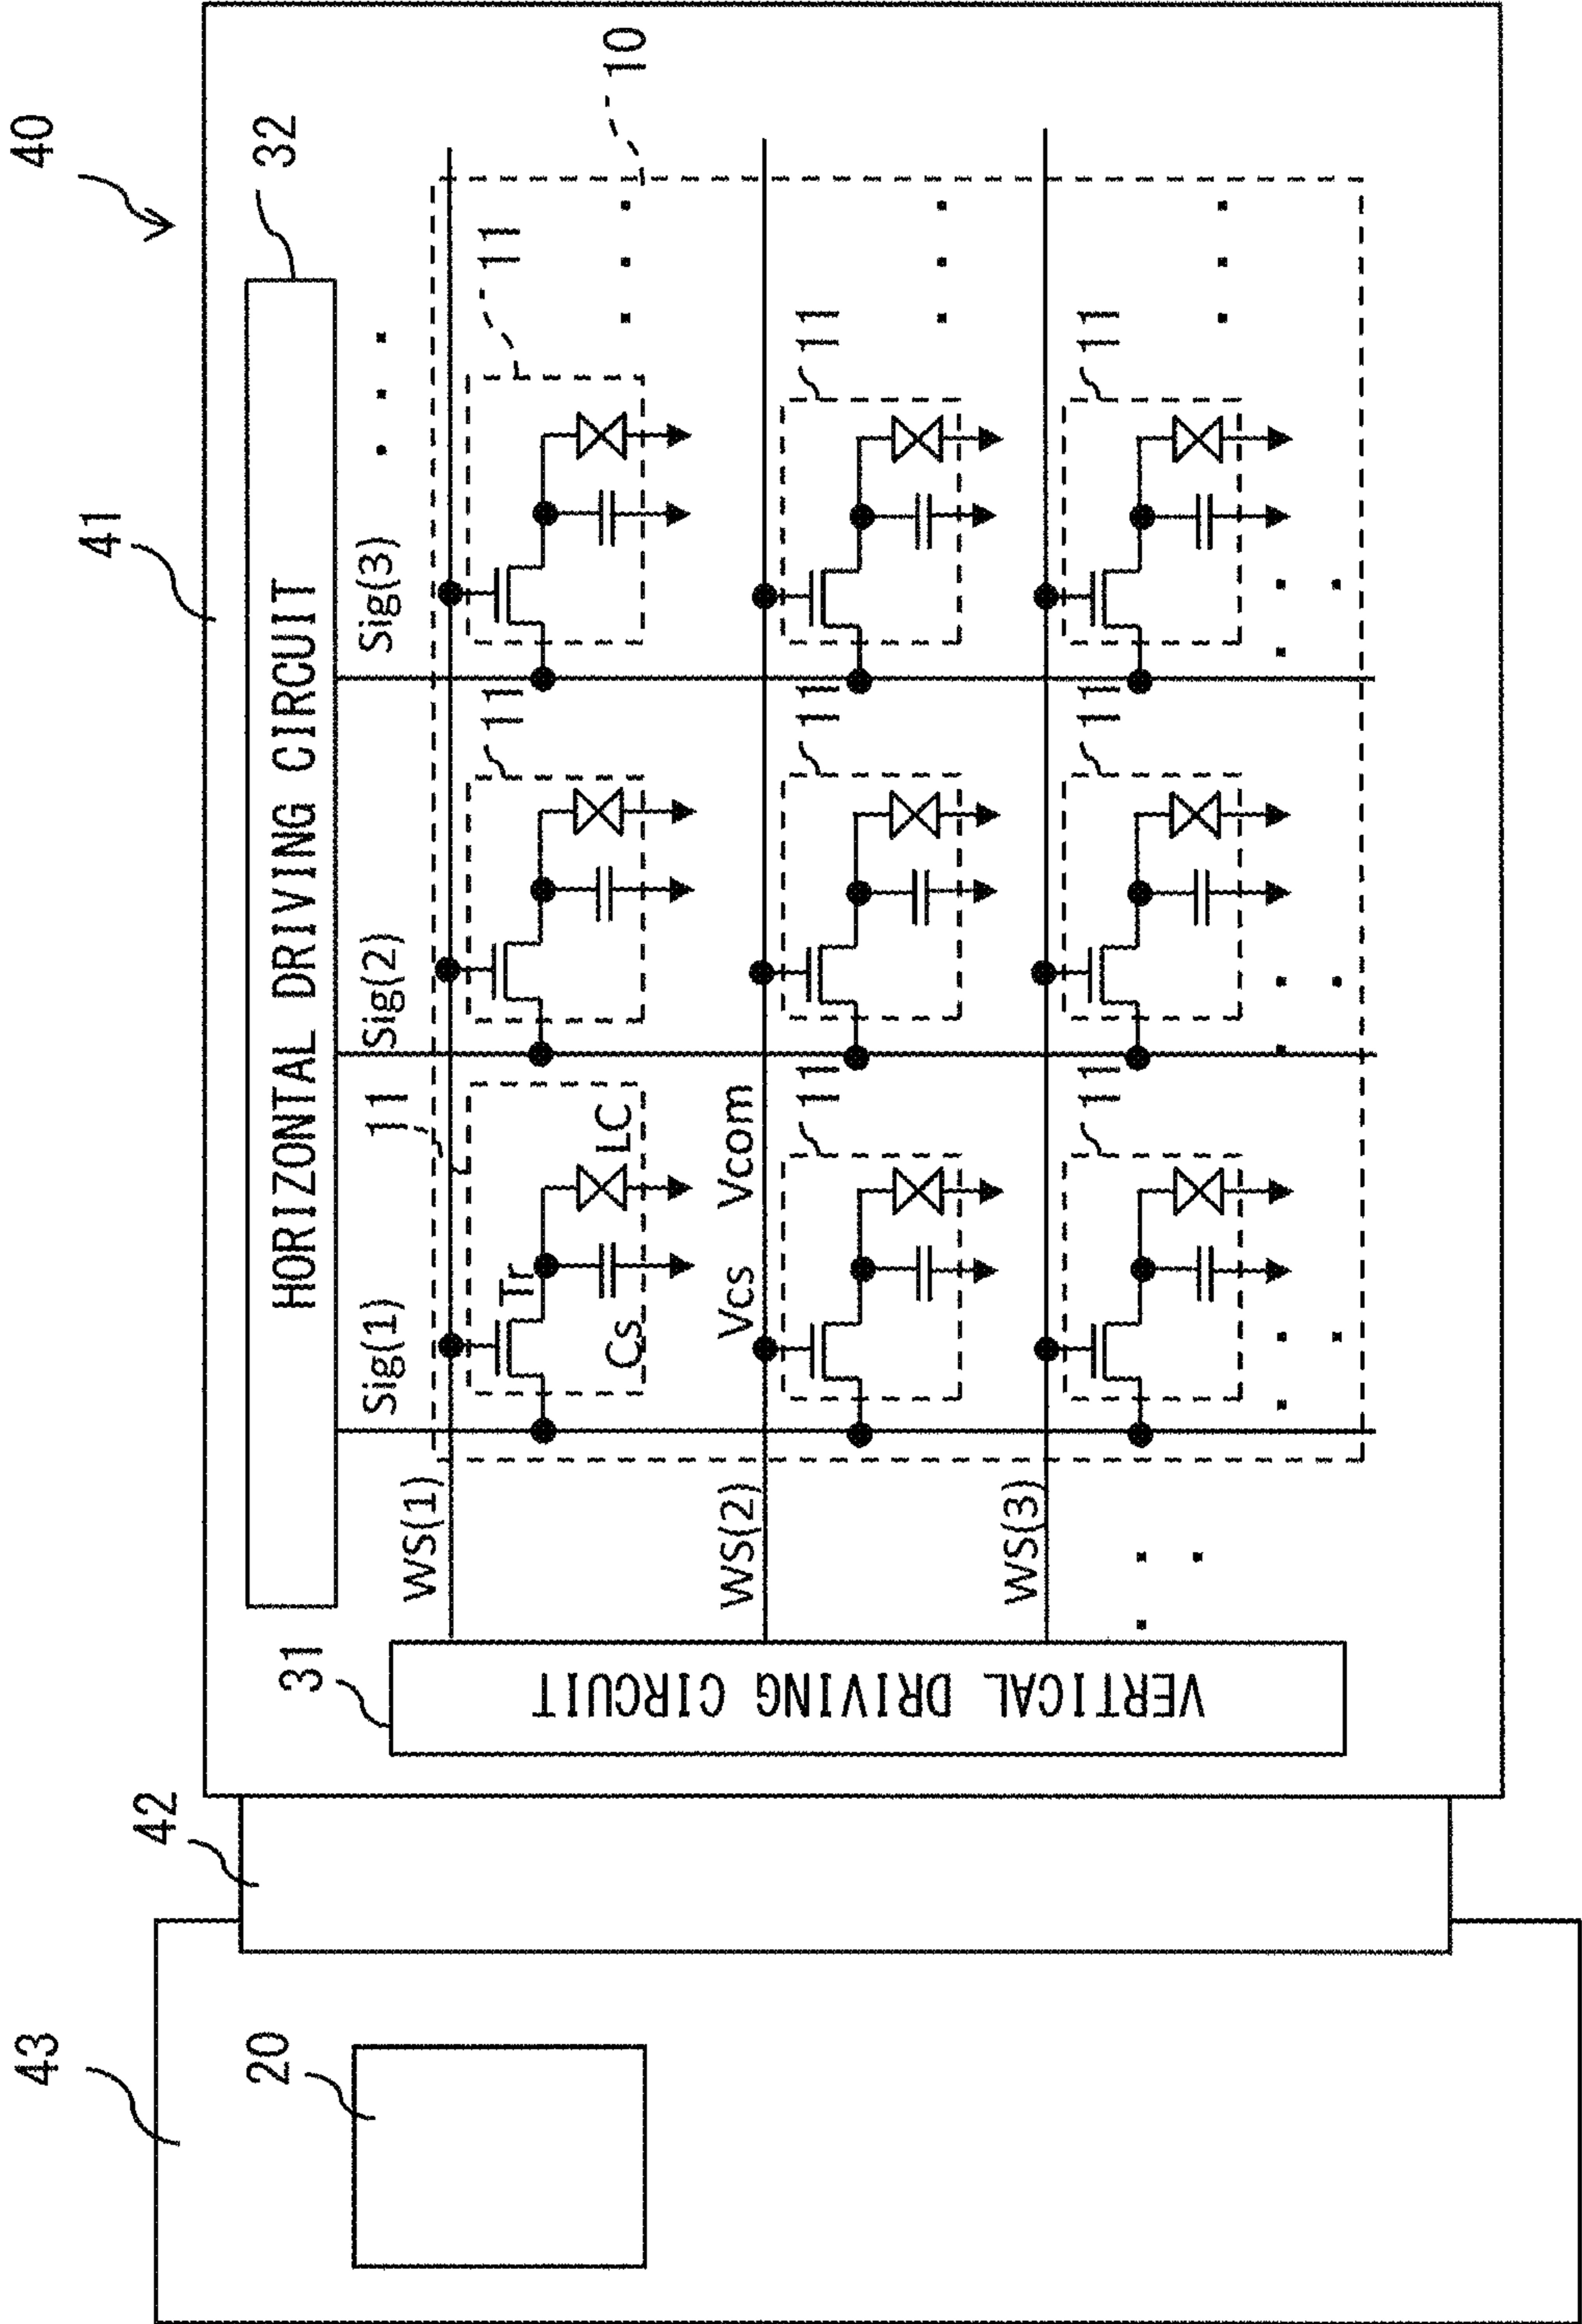 40
41
32
HORIZONTAL DRIVING CIRCUIT
10
Sig(1)
Sig(2)
Sig(3)
11
11
11
WS(1)
Tr
Cs
LC
Vcs
Vcom
WS(2)
11
11
11
WS(3)
11
11
11
31
VERTICAL DRIVING CIRCUIT
42
43
20